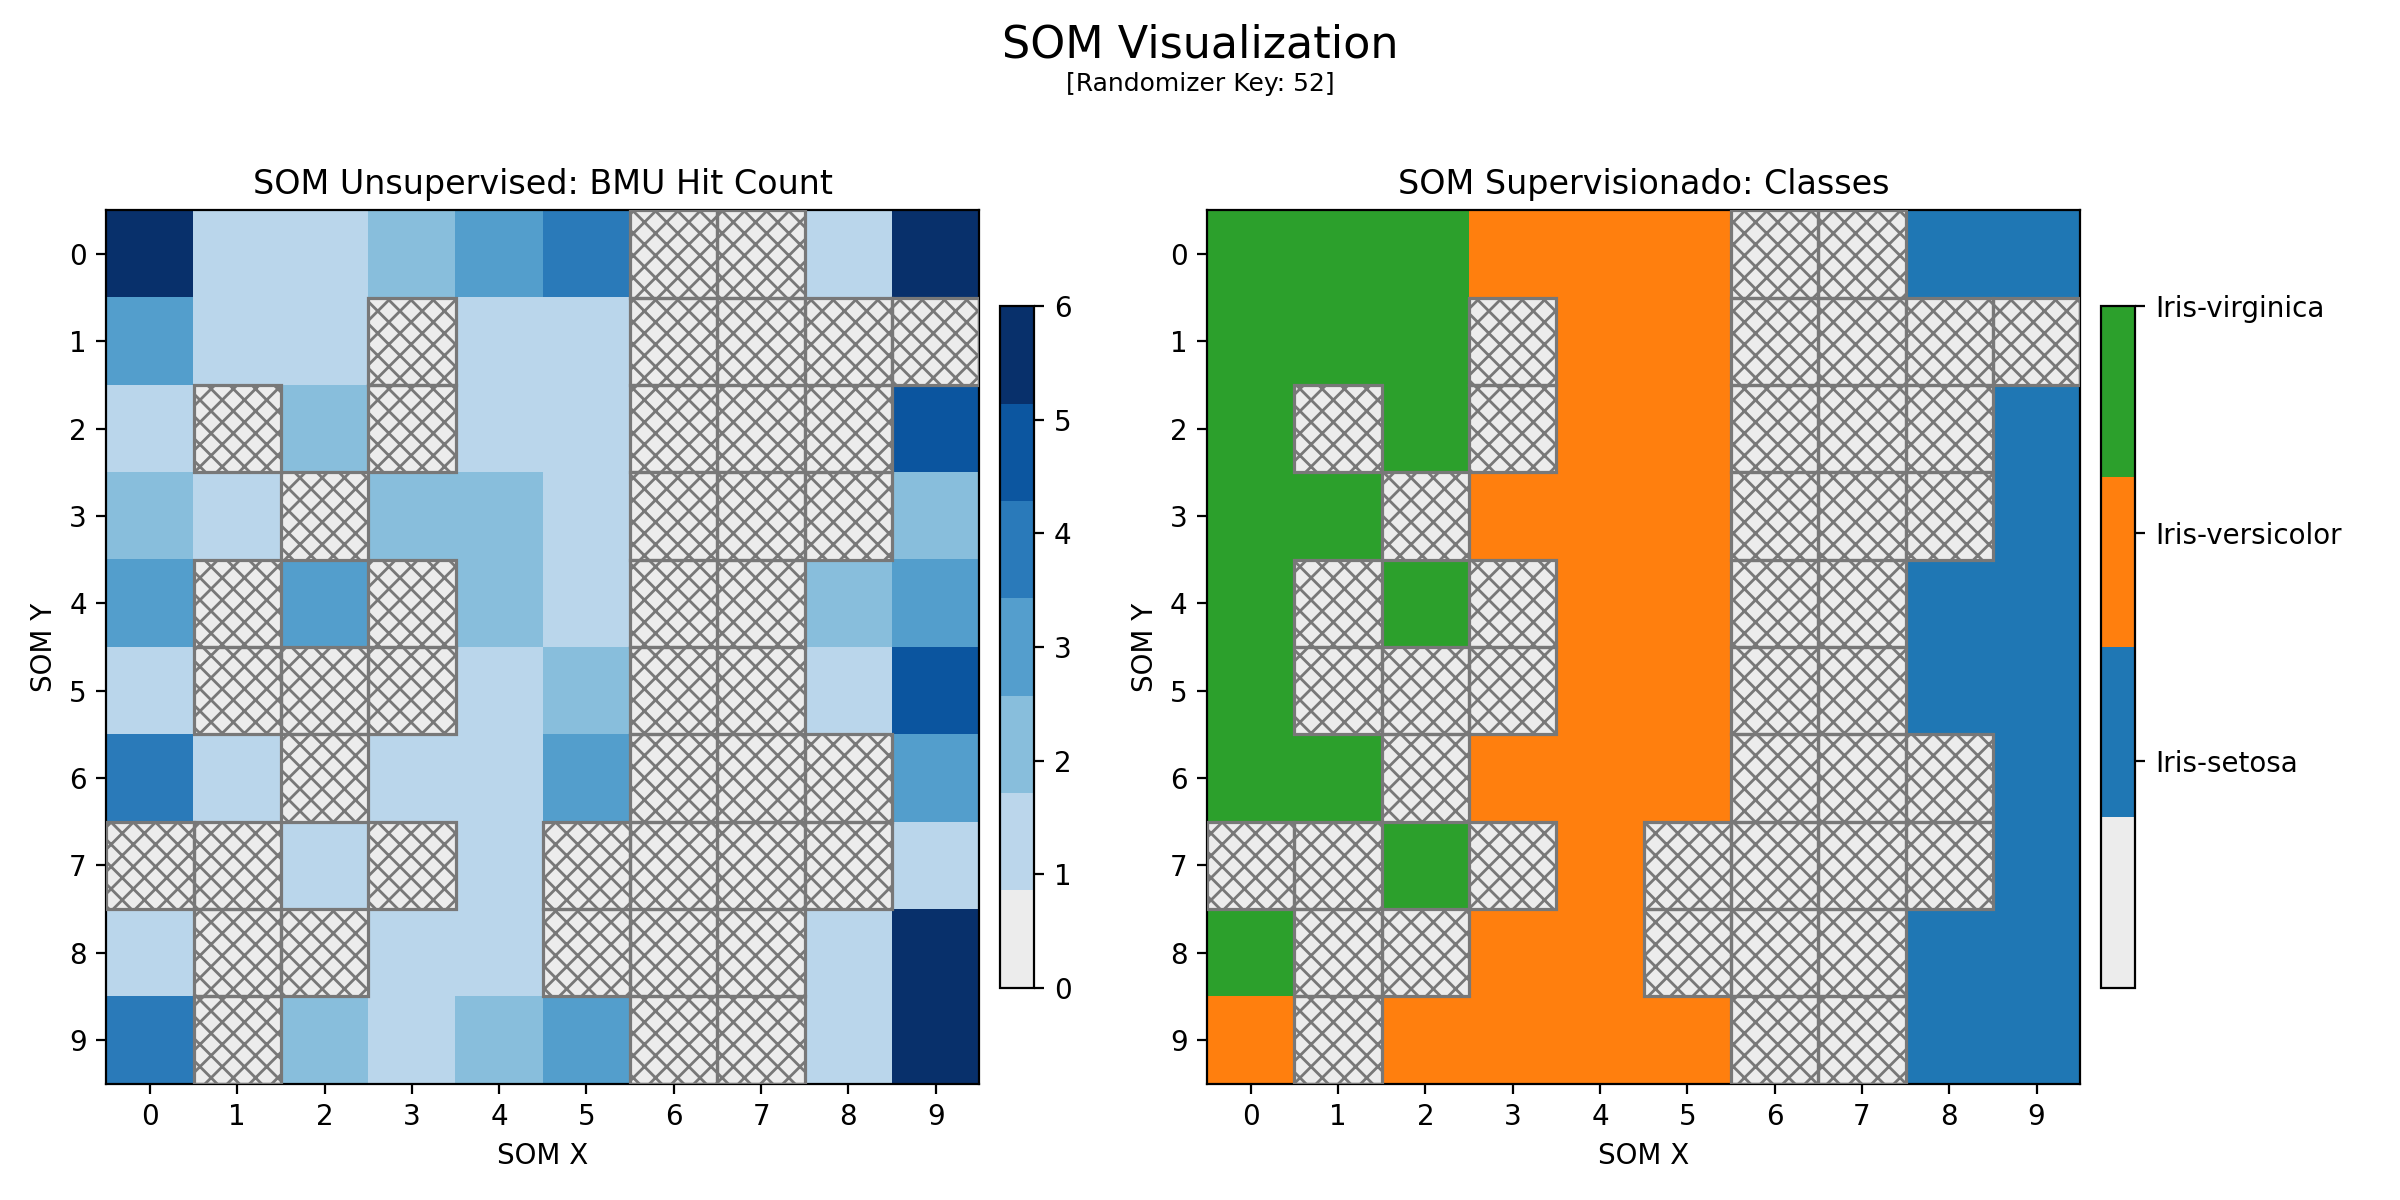 SOM Visualization
[Randomizer Key: 52]
SOM Unsupervised: BMU Hit Count
0
1
2
3
4
5
6
7
8
9
SOM Y
0 1 2 3 4 5 6 7 8 9
SOM X
6
5
4
3
2
1
0
SOM Supervisionado: Classes
0
1
2
3
4
5
6
7
8
9
SOM Y
0 1 2 3 4 5 6 7 8 9
SOM X
Iris-virginica
Iris-versicolor
Iris-setosa